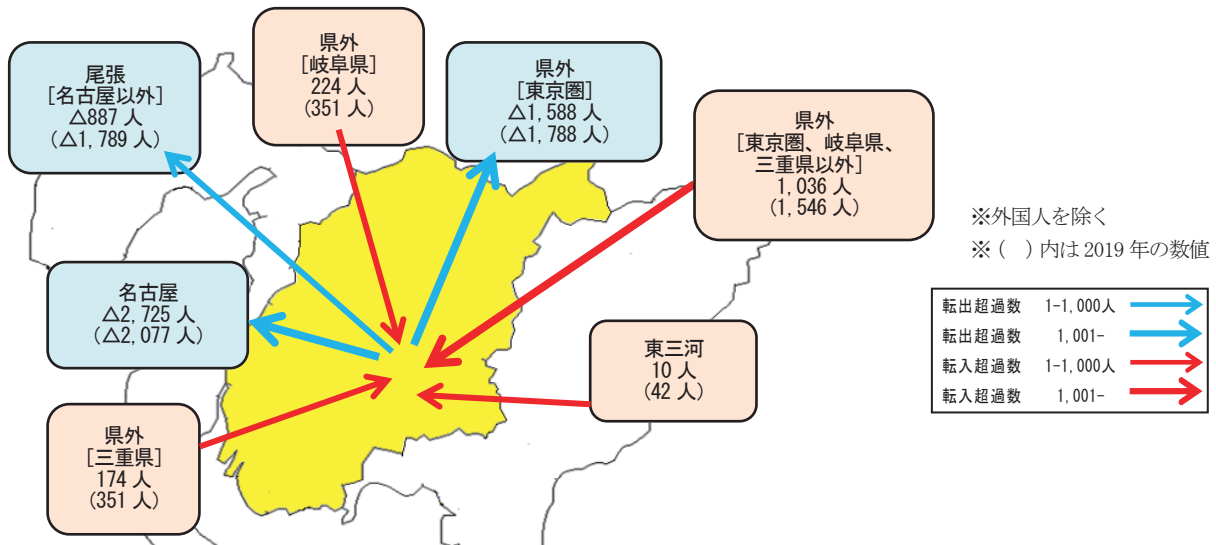 尾張
[名古屋以外]
△887 人
(△1,789 人)
県外
[岐阜県]
224 人
(351 人)
県外
[東京圏]
△1,588 人
(△1,788 人)
県外
[東京圏、岐阜県、
三重県以外]
1,036 人
(1,546 人)
※外国人を除く
※ (　) 内は 2019 年の数値
名古屋
△2,725 人
(△2,077 人)
転出超過数　1-1,000人
転出超過数　1,001-
転入超過数　1-1,000人
転入超過数　1,001-
東三河
10 人
(42 人)
県外
[三重県]
174 人
(351 人)